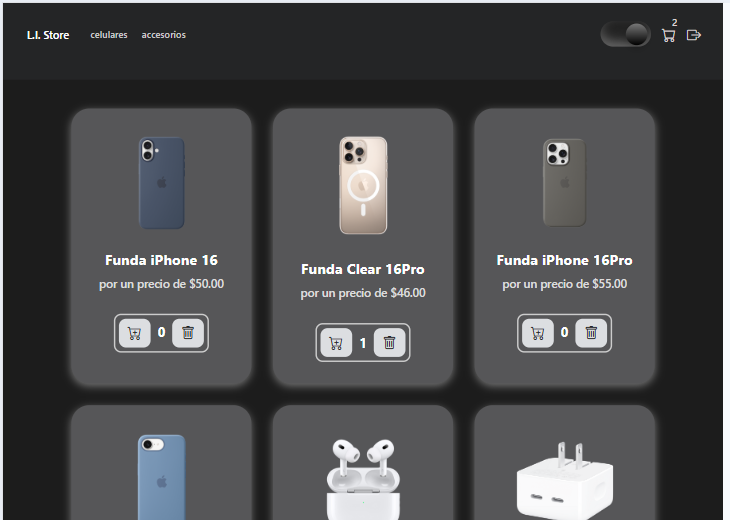 L.I. Store
celulares
accesorios
2
Funda iPhone 16
por un precio de $50.00
0
Funda Clear 16Pro
por un precio de $46.00
1
Funda iPhone 16Pro
por un precio de $55.00
0